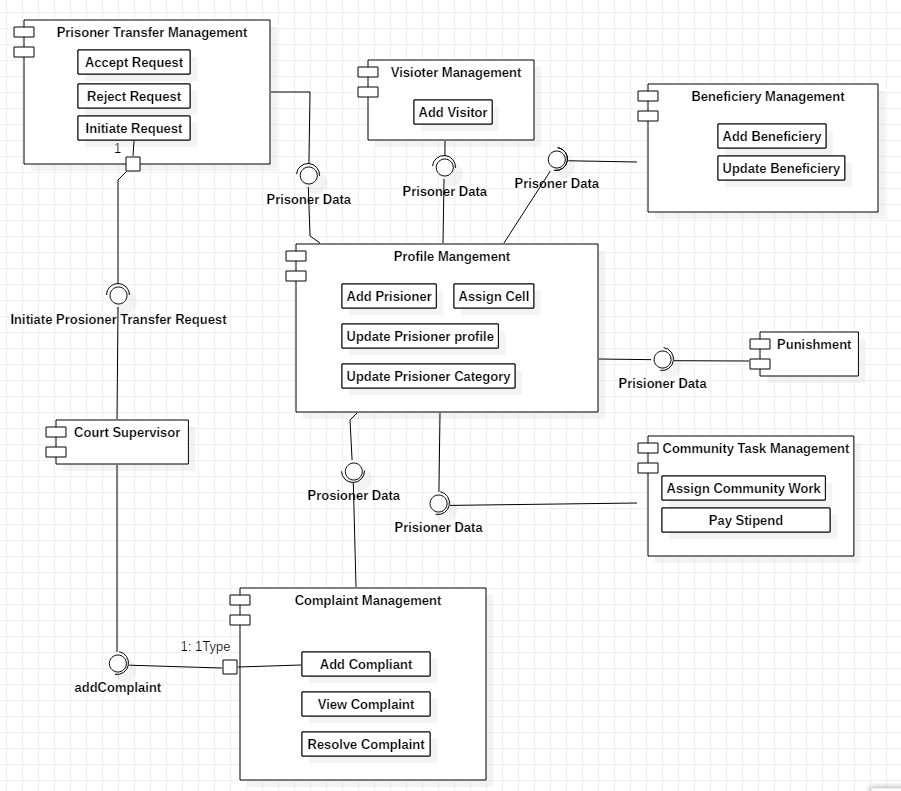 Prisoner Transfer Management
Accept Request
Reject Request
Initiate Request
1
Visioter Management
Add Visitor
Beneficiery Management
Add Beneficiery
Update Beneficiery
Prisoner Data
Prisoner Data
Prisoner Data
Profile Mangement
Add Prisioner
Assign Cell
Update Prisioner profile
Update Prisioner Category
Initiate Prosioner Transfer Request
Punishment
Prisioner Data
Court Supervisor
Community Task Management
Assign Community Work
Pay Stipend
Prosioner Data
Prisioner Data
Complaint Management
1: 1Type
Add Compliant
View Complaint
Resolve Complaint
addComplaint